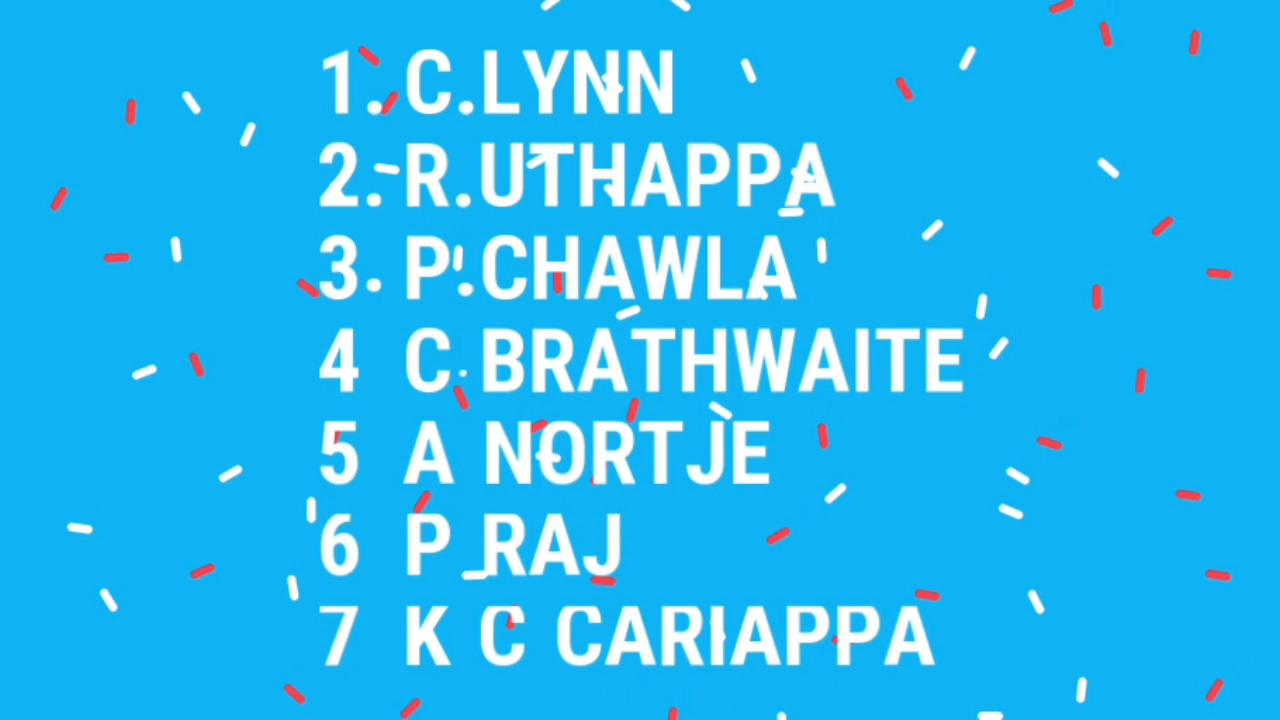 1. C.LYNN
2. R.UTHAPPA
3. P.CHAWLA
4 C BRATHWAITE
5 A NORTJE
6 P RAJ
7 K C CARIAPPA